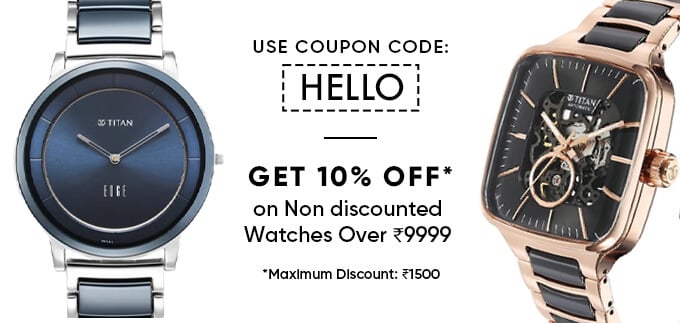 TITAN
EDGE
USE COUPON CODE:
HELLO
GET 10% OFF*
on Non discounted
Watches Over ₹9999
*Maximum Discount: ₹1500
TITAN
AUTOMATIC